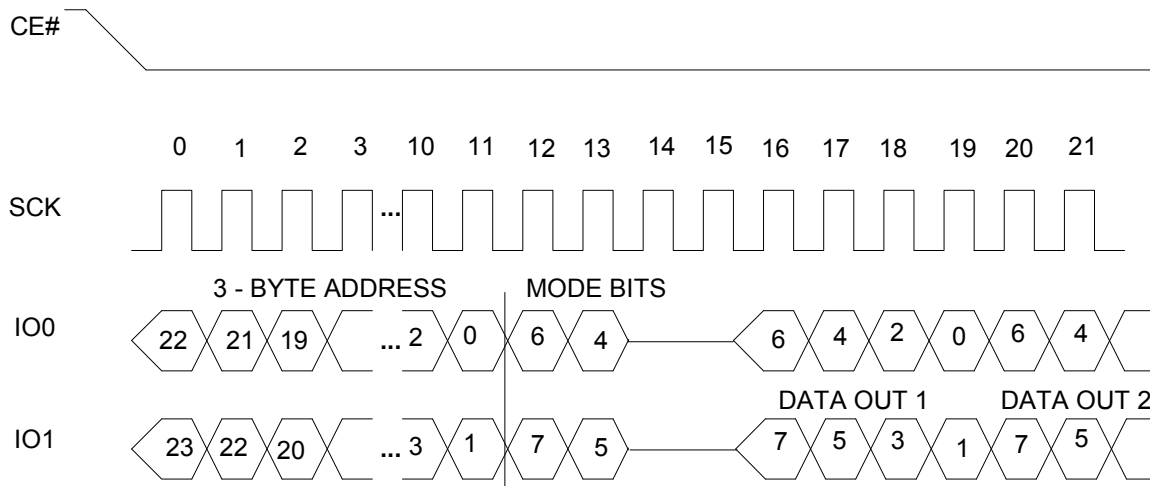 CE#
0 1 2 3 10 11 12 13 14 15 16 17 18 19 20 21
SCK ...
3 - BYTE ADDRESS MODE BITS
IO0 22 21 19 ... 2 0 6 4 6 4 2 0 6 4
DATA OUT 1 DATA OUT 2
IO1 23 22 20 ... 3 1 7 5 7 5 3 1 7 5